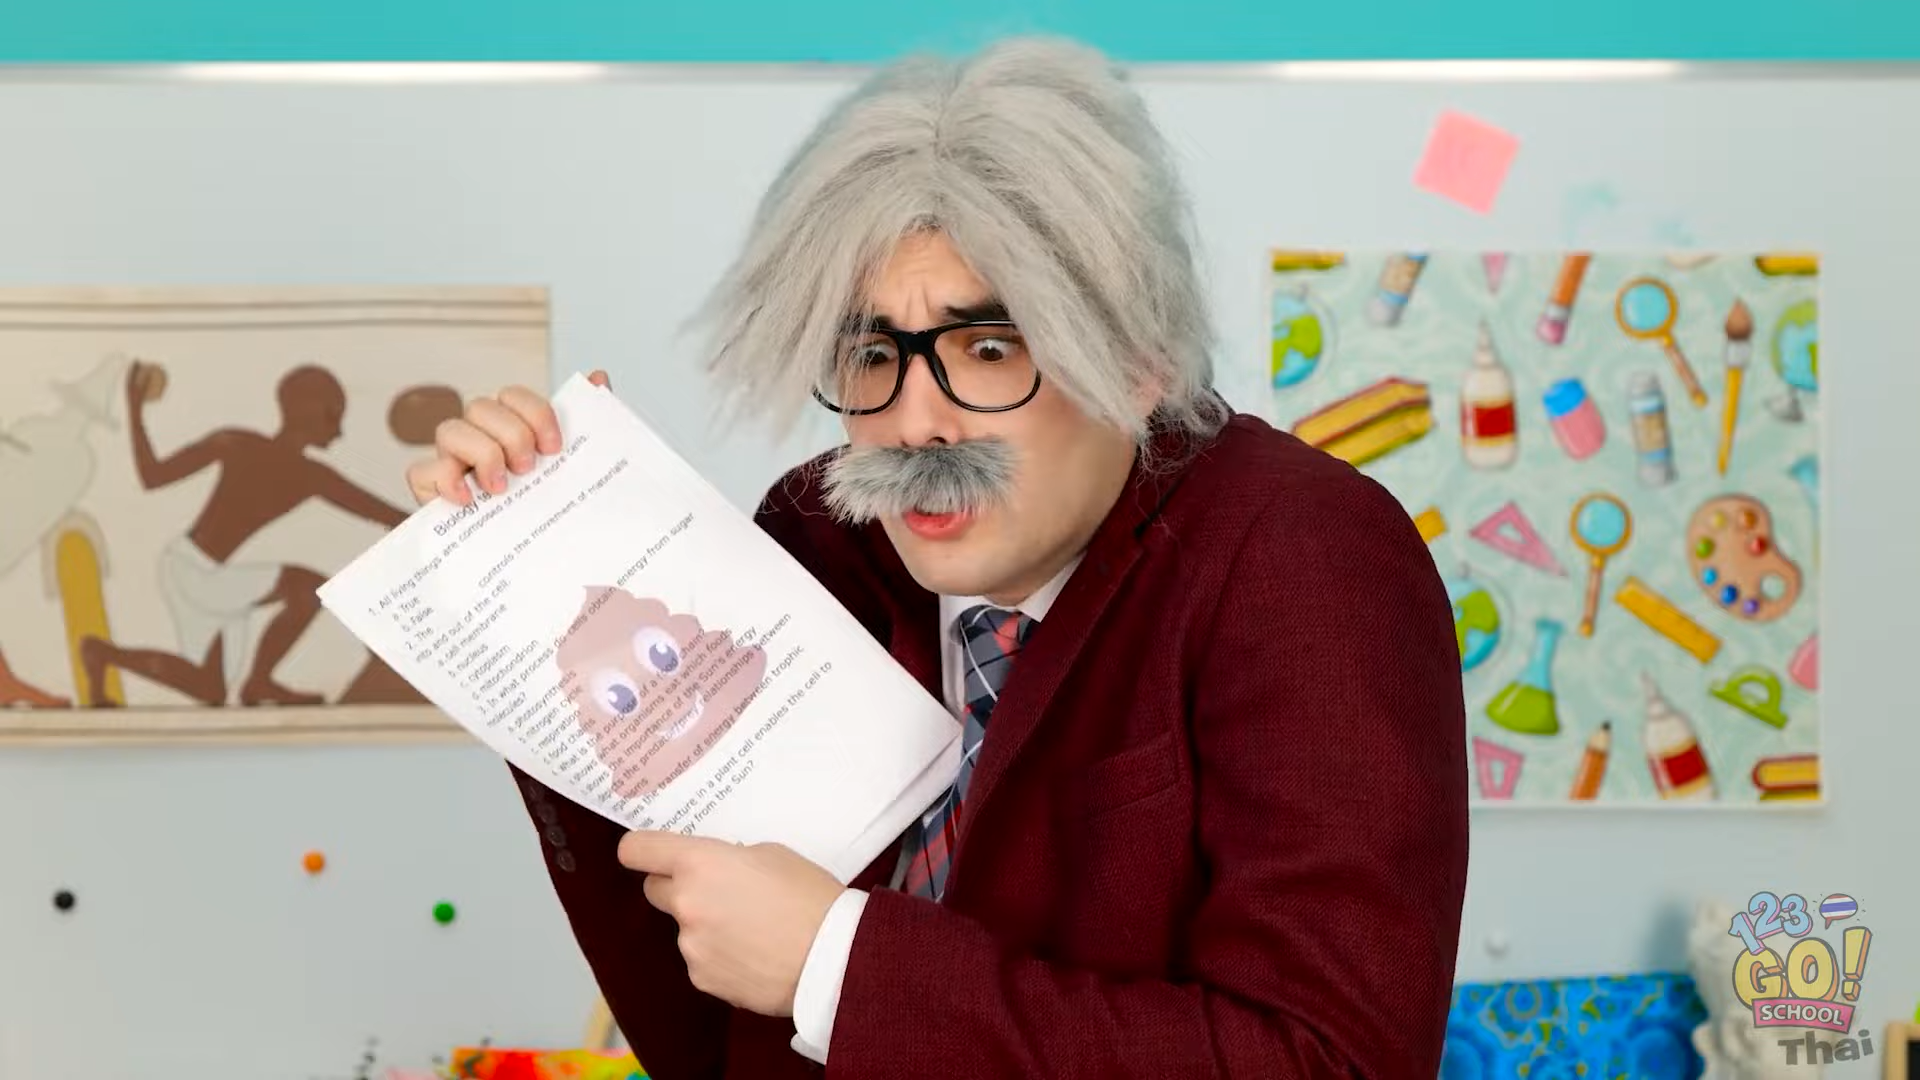 Biology te
1. All living things are composed of one or more cells.
a. True
b. False
2. The controls the movement of materials
into and out of the cell.
a. cell membrane
b. nucleus
c. cytoplasm
d. mitochondrion
3. In what process do cells obtain energy from sugar
molecules?
a. photosynthesis
b. nitrogen cycle
c. respiration
d. food chains
what is the purpose of a food chain?
shows what organisms eat which foods
shows the importance of the Sun's energy
the predator/prey relationships between
organisms
the transfer of energy between trophic
structure in a plant cell enables the cell to
energy from the Sun?
123
GO!
SCHOOL
Thai